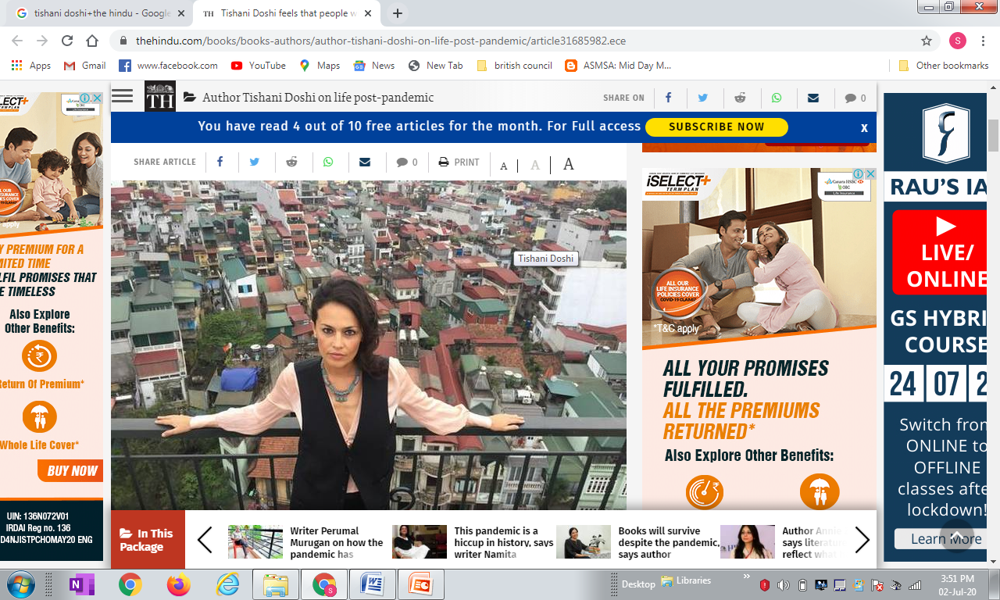 tishani doshi+the hindu - Google
Tishani Doshi feels that people w
thehindu.com/books/books-authors/author-tishani-doshi-on-life-post-pandemic/article31685982.ece
S
Apps
Gmail
www.facebook.com
YouTube
Maps
News
New Tab
british council
ASMSA: Mid Day M...
Other bookmarks
TH
Author Tishani Doshi on life post-pandemic
SHARE ON
0
You have read 4 out of 10 free articles for the month. For Full access
SUBSCRIBE NOW
X
SHARE ARTICLE
0
PRINT
A
A
A
Tishani Doshi
In This
Package
Writer Perumal
Murugan on how the
pandemic has
This pandemic is a
hiccup in history, says
writer Namita
Books will survive
despite the pandemic,
says author
Author Annie
says literature
reflect what
SELECT+
apply
Y PREMIUM FOR A
MITED TIME
LFIL PROMISES THAT
E TIMELESS
Also Explore
Other Benefits:
Return Of Premium*
Whole Life Cover*
BUY NOW
UIN: 136N072V01
IRDAI Reg no. 136
D4NJISTPCHOMAY20 ENG
iSELECT+
TERM PLAN
Canara HSBC
OBC
Life Insurance
ALL OUR
LIFE INSURANCE
POLICIES COVER
COVID-19 CLAIMS*
*T&C apply
ALL YOUR PROMISES
FULFILLED.
ALL THE PREMIUMS
RETURNED*
Also Explore Other Benefits:
RAU'S IA
LIVE/
ONLINE
GS HYBRI
COURSE
24 07 2
Switch from
ONLINE to
OFFLINE
classes afte
lockdown!
Learn More
Desktop
Libraries
3:51 PM
02-Jul-20